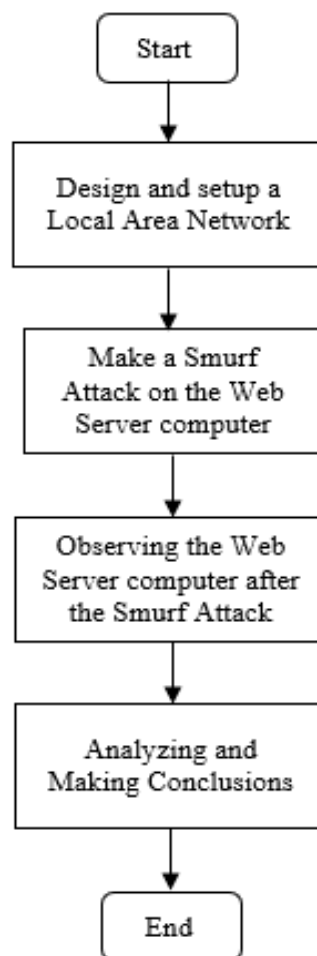 Start
Design and setup a
Local Area Network
Make a Smurf
Attack on the Web
Server computer
Observing the Web
Server computer after
the Smurf Attack
Analyzing and
Making Conclusions
End